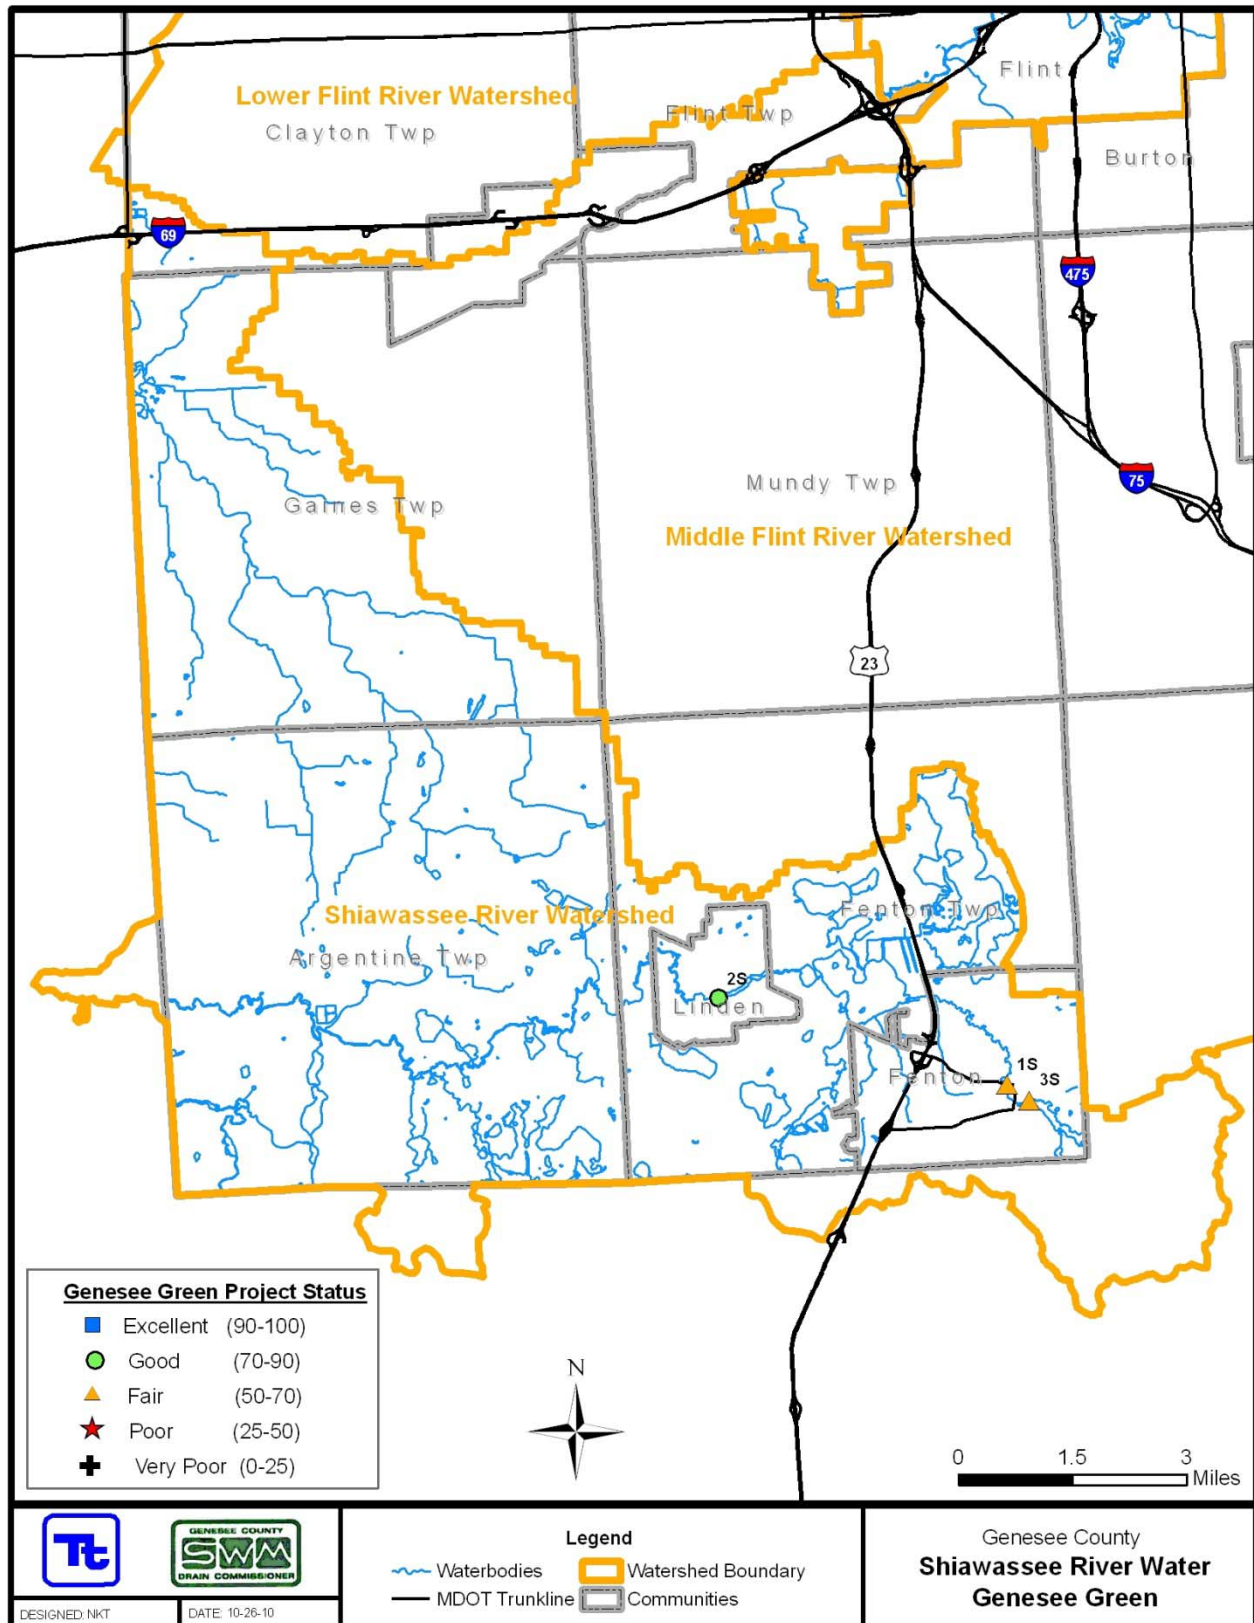 Lower Flint River Watershed
Clayton Twp
Flint Twp
Flint
Burton
69
475
75
Gaines Twp
Mundy Twp
Middle Flint River Watershed
23
Shiawassee River Watershed
Argentine Twp
Fenton Twp
2S
Linden
Fenton
1S
3S
Genesee Green Project Status
Excellent (90-100)
Good (70-90)
Fair (50-70)
Poor (25-50)
Very Poor (0-25)
N
0 1.5 3
Miles
Tt
GENESEE COUNTY
SWM
DRAIN COMMISSIONER
DESIGNED: NKT
DATE: 10-26-10
Legend
Waterbodies
Watershed Boundary
MDOT Trunkline
Communities
Genesee County
Shiawassee River Water
Genesee Green